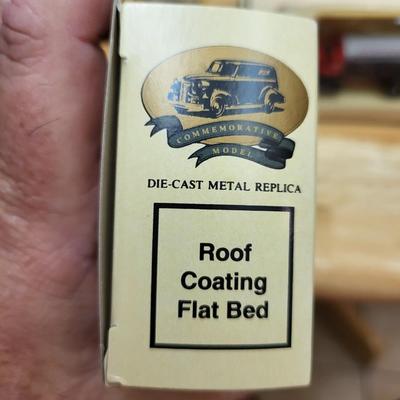 COMMEMORATIVE
MODEL
DIE-CAST METAL REPLICA
Roof
Coating
Flat Bed